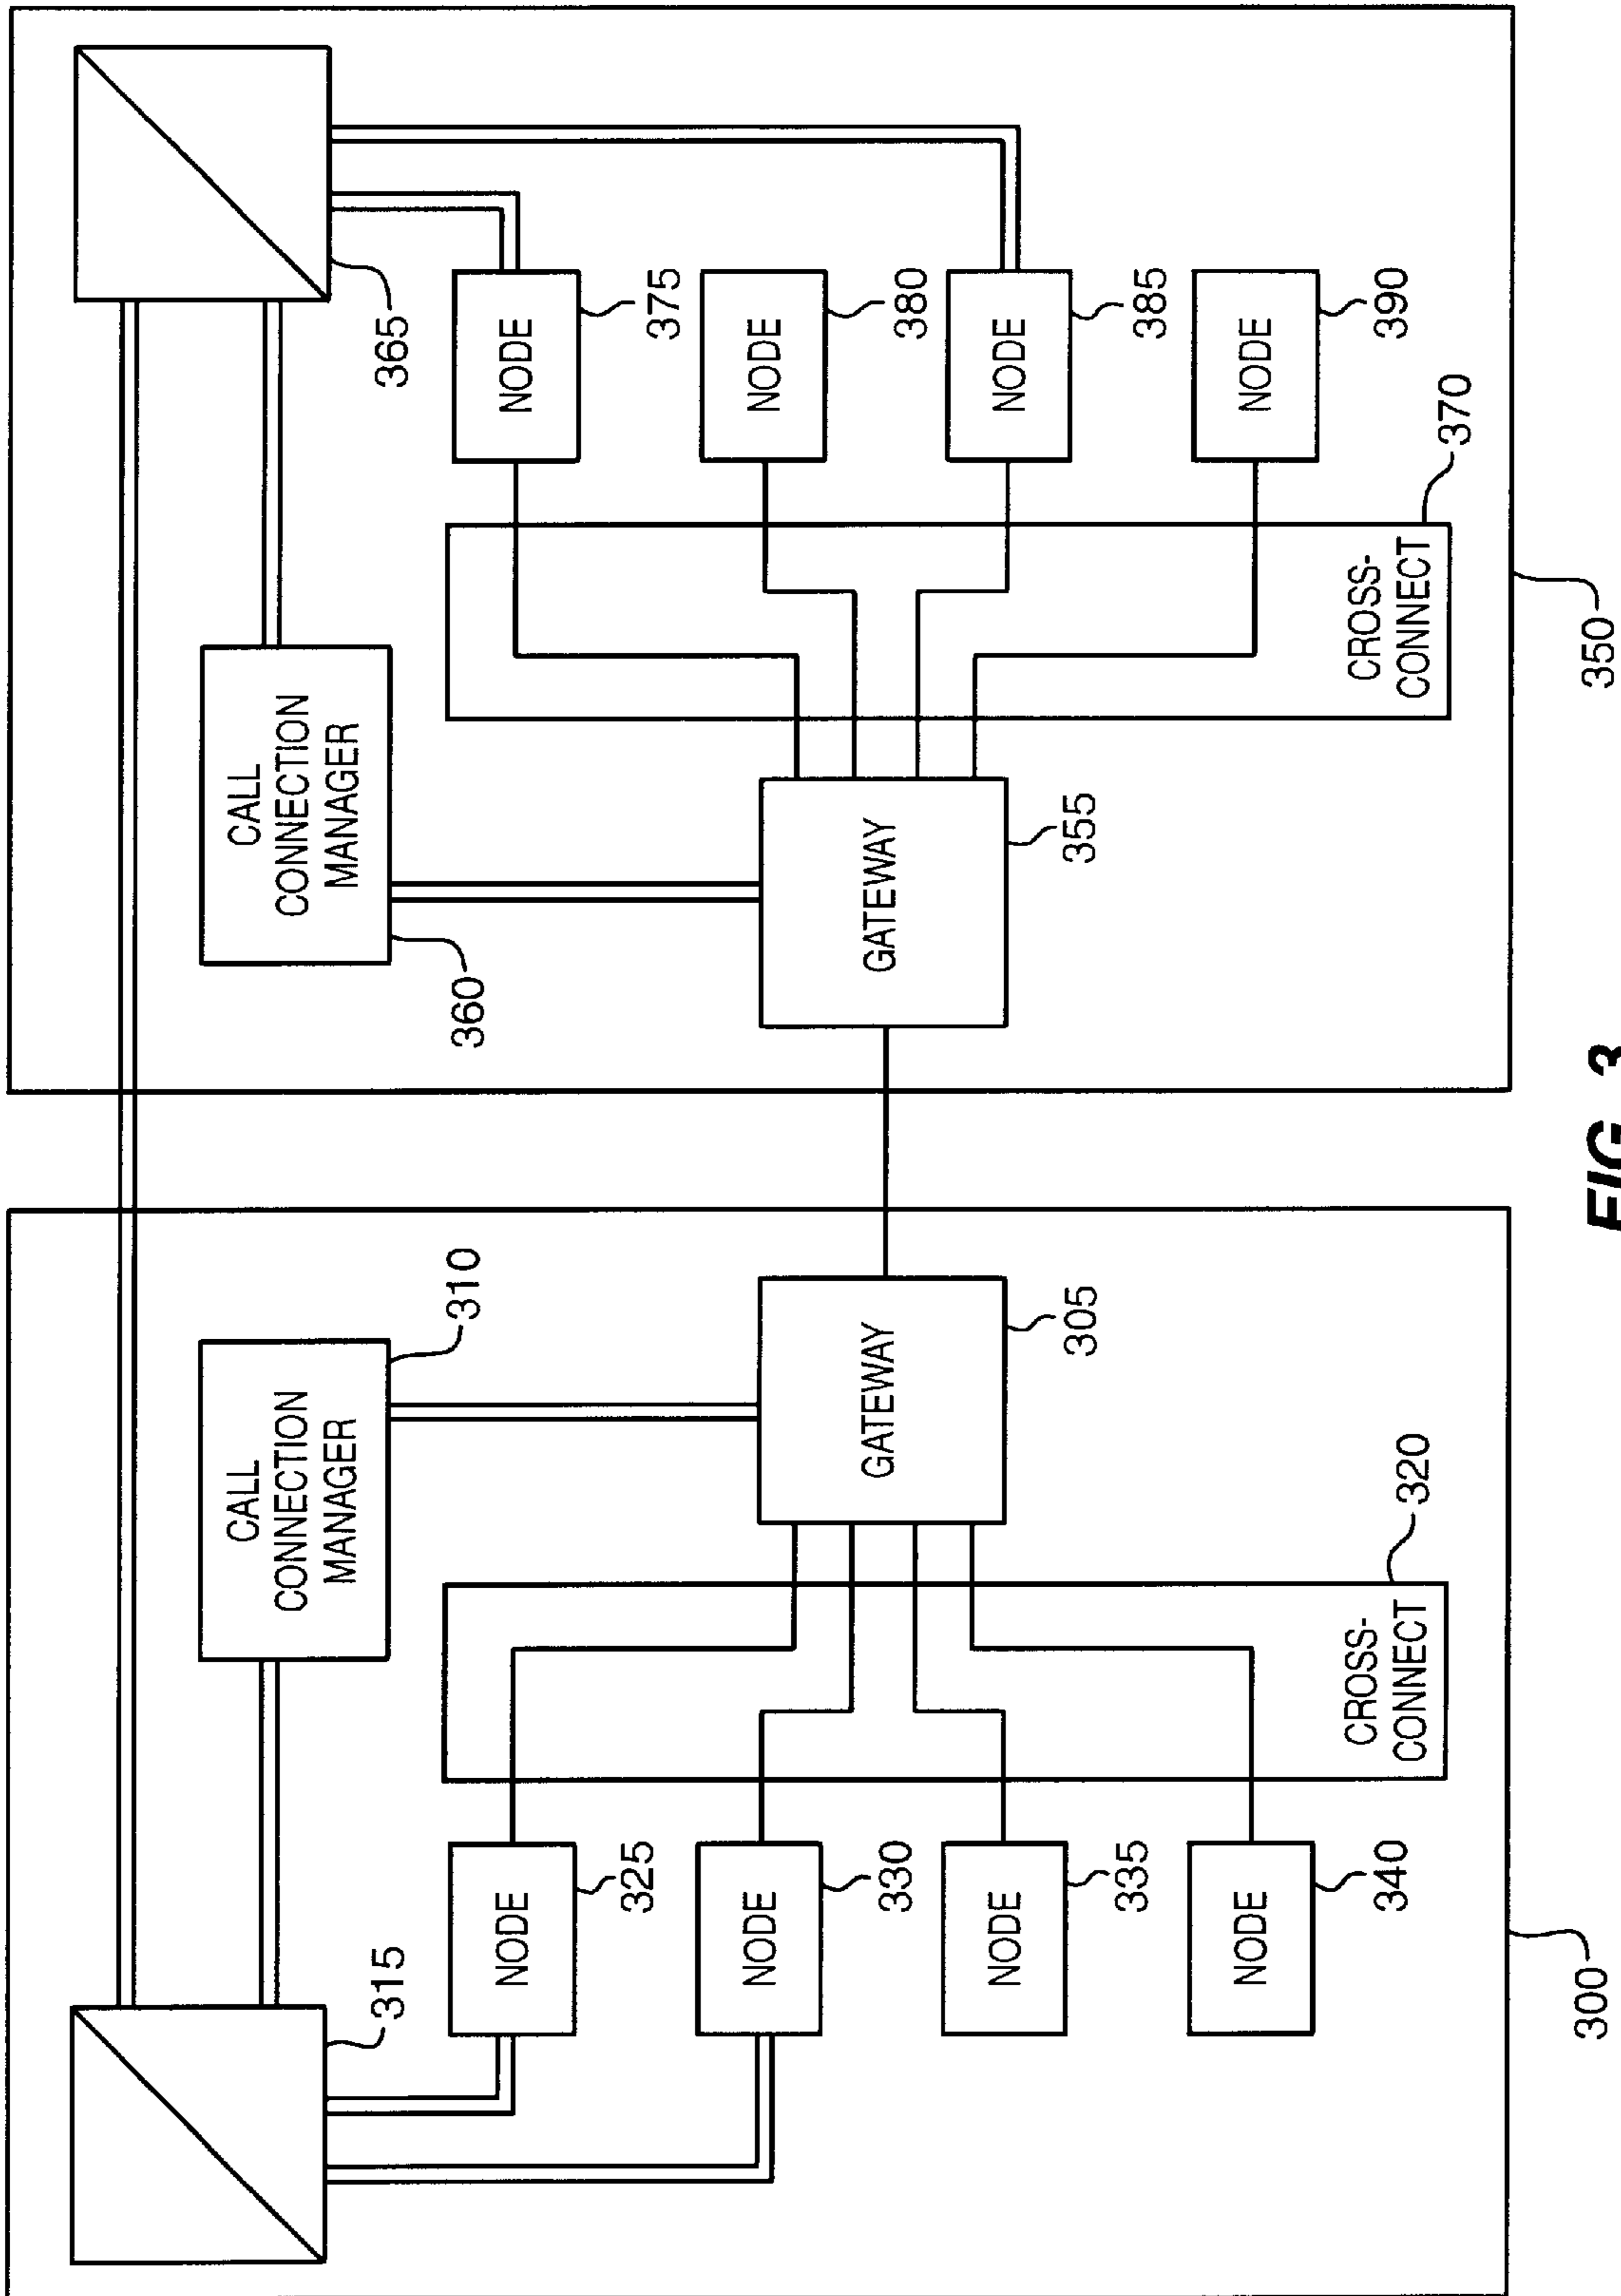 315
CALL
CONNECTION
MANAGER
310
NODE
325
NODE
330
NODE
335
NODE
340
GATEWAY
305
CROSS-
CONNECT
320
300
CALL
CONNECTION
MANAGER
360
365
GATEWAY
355
NODE
375
NODE
380
NODE
385
NODE
390
CROSS-
CONNECT
370
350
FIG. 3